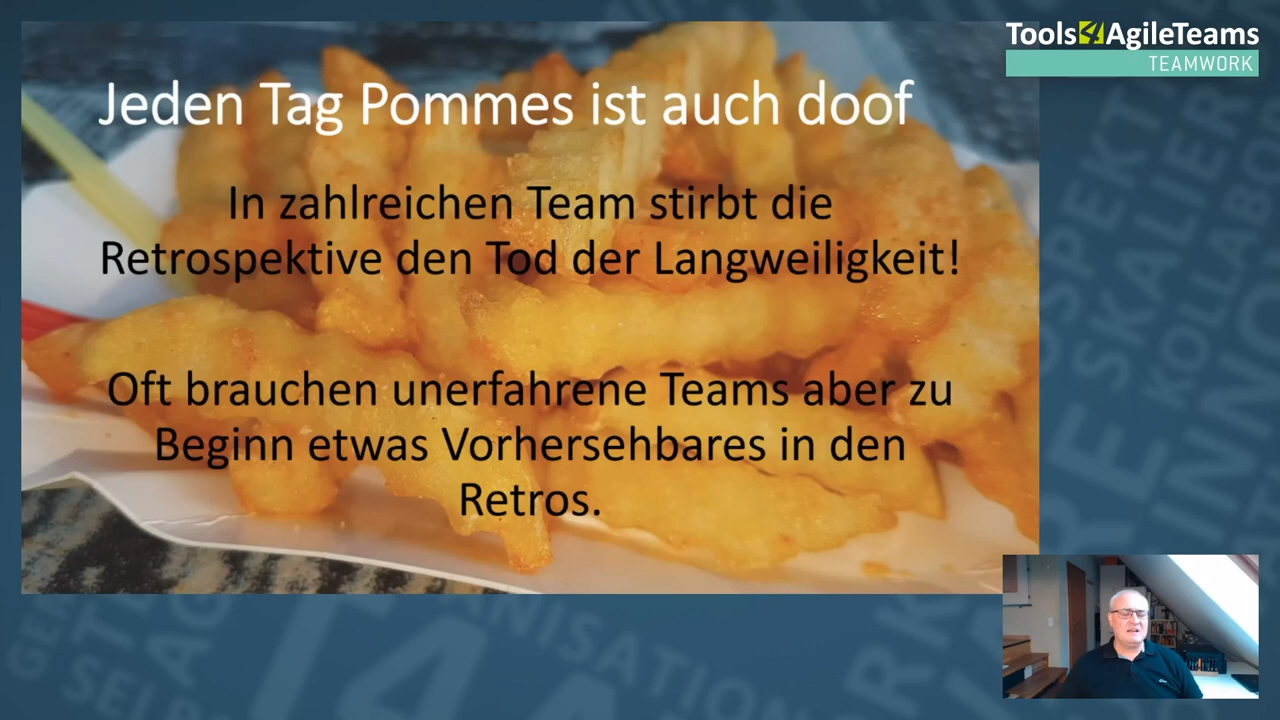 Tools4AgileTeams
TEAMWORK
Jeden Tag Pommes ist auch doof
In zahlreichen Team stirbt die
Retrospektive den Tod der Langweiligkeit!
Oft brauchen unerfahrene Teams aber zu
Beginn etwas Vorhersehbares in den
Retros.